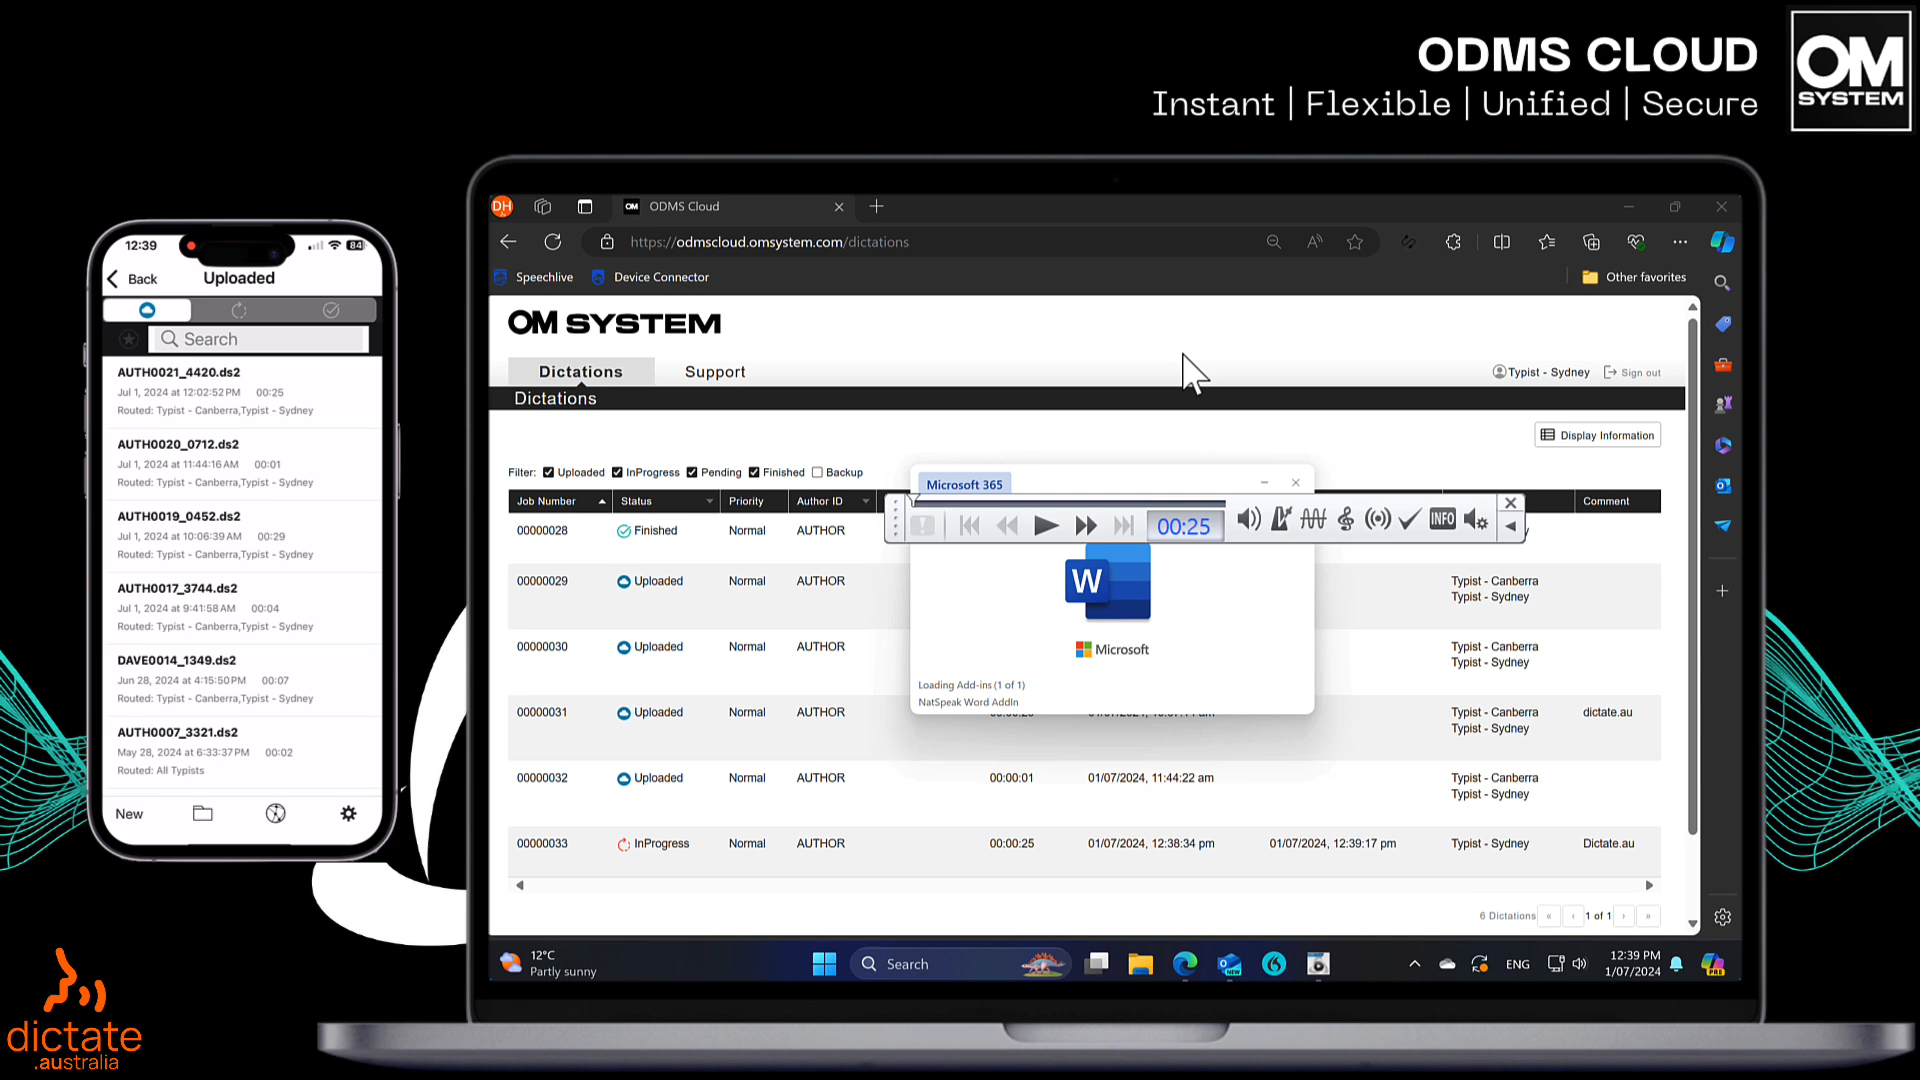 ODMS CLOUD
Instant | Flexible | Unified | Secure
OM
SYSTEM
12:39
84
Back
Uploaded
Search
AUTH0021_4420.ds2
Jul 1, 2024 at 12:02:52 PM 00:25
Routed: Typist - Canberra,Typist - Sydney
AUTH0020_0712.ds2
Jul 1, 2024 at 11:44:16 AM 00:01
Routed: Typist - Canberra,Typist - Sydney
AUTH0019_0452.ds2
Jul 1, 2024 at 10:06:39 AM 00:29
Routed: Typist - Canberra,Typist - Sydney
AUTH0017_3744.ds2
Jul 1, 2024 at 9:41:58 AM 00:04
Routed: Typist - Canberra,Typist - Sydney
DAVE0014_1349.ds2
Jun 28, 2024 at 4:15:50 PM 00:07
Routed: Typist - Canberra,Typist - Sydney
AUTH0007_3321.ds2
May 28, 2024 at 6:33:37 PM 00:02
Routed: All Typists
New
DH
OM ODMS Cloud
https://odmscloud.omsystem.com/dictations
Speechlive Device Connector Other favorites
OM SYSTEM
Dictations Support Typist - Sydney Sign out
Dictations
Display Information
Filter: Uploaded InProgress Pending Finished Backup
Job Number Status Priority Author ID Comment
00000028 Finished Normal AUTHOR
00000029 Uploaded Normal AUTHOR Typist - Canberra
Typist - Sydney
00000030 Uploaded Normal AUTHOR Typist - Canberra
Typist - Sydney
00000031 Uploaded Normal AUTHOR Typist - Canberra dictate.au
Typist - Sydney
00000032 Uploaded Normal AUTHOR 00:00:01 01/07/2024, 11:44:22 am Typist - Canberra
Typist - Sydney
00000033 InProgress Normal AUTHOR 00:00:25 01/07/2024, 12:38:34 pm 01/07/2024, 12:39:17 pm Typist - Sydney Dictate.au
6 Dictations « ‹ 1 of 1 › »
Microsoft 365
00:25
INFO
W
Microsoft
Loading Add-ins (1 of 1)
NatSpeak Word AddIn
12°C
Partly sunny
Search
NEW
ENG
12:39 PM
1/07/2024
PRE
dictate
.australia